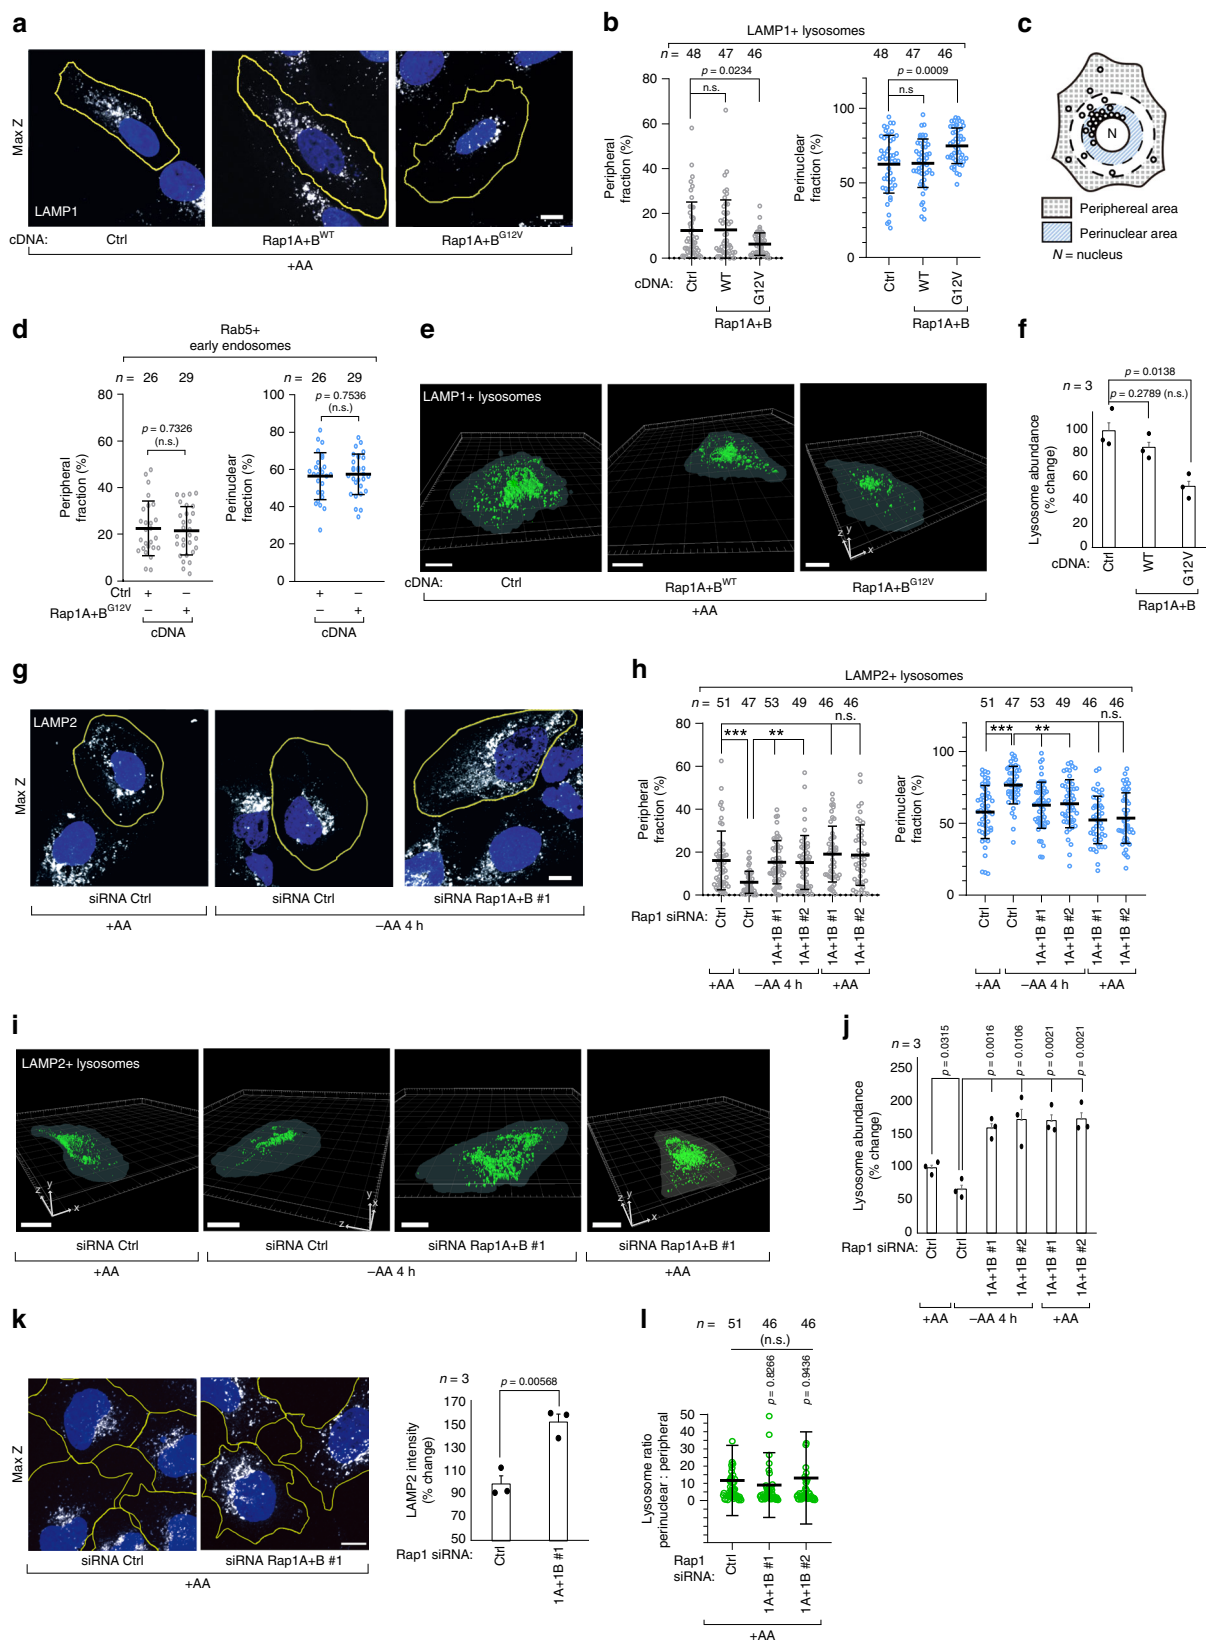 a
Max Z
LAMP1
cDNA:
Ctrl
Rap1A+B^WT
Rap1A+B^G12V
+AA
b
LAMP1+ lysosomes
n = 48 47 46
p = 0.0234
n.s.
Peripheral
fraction (%)
80
60
40
20
0
cDNA:
Ctrl
WT
G12V
Rap1A+B
48 47 46
p = 0.0009
n.s
Perinuclear
fraction (%)
100
50
0
Ctrl
WT
G12V
Rap1A+B
c
N
Periphereal area
Perinuclear area
N = nucleus
d
Rab5+
early endosomes
n = 26 29
p = 0.7326
(n.s.)
Peripheral
fraction (%)
80
60
40
20
0
Ctrl + –
Rap1A+B^G12V – +
cDNA
n = 26 29
p = 0.7536
(n.s.)
Perinuclear
fraction (%)
100
80
60
40
20
0
+ –
– +
cDNA
e
LAMP1+ lysosomes
z y x
cDNA:
Ctrl
Rap1A+B^WT
Rap1A+B^G12V
+AA
f
p = 0.0138
n = 3
p = 0.2789 (n.s.)
Lysosome abundance
(% change)
100
80
60
40
20
0
cDNA:
Ctrl
WT
G12V
Rap1A+B
g
Max Z
LAMP2
siRNA Ctrl
siRNA Ctrl
siRNA Rap1A+B #1
+AA
–AA 4 h
h
LAMP2+ lysosomes
n = 51 47 53 49 46 46
n.s.
*** **
Peripheral
fraction (%)
80
60
40
20
0
Rap1 siRNA:
Ctrl
Ctrl
1A+1B #1
1A+1B #2
1A+1B #1
1A+1B #2
+AA
–AA 4 h
+AA
51 47 53 49 46 46
n.s.
*** **
Perinuclear
fraction (%)
100
50
0
Ctrl
Ctrl
1A+1B #1
1A+1B #2
1A+1B #1
1A+1B #2
+AA
–AA 4 h
+AA
i
LAMP2+ lysosomes
z y x
y z x
z y x
siRNA Ctrl
siRNA Ctrl
siRNA Rap1A+B #1
siRNA Rap1A+B #1
+AA
–AA 4 h
+AA
j
n = 3
p = 0.0315
p = 0.0016
p = 0.0106
p = 0.0021
p = 0.0021
Lysosome abundance
(% change)
250
200
150
100
50
0
Rap1 siRNA:
Ctrl
Ctrl
1A+1B #1
1A+1B #2
1A+1B #1
1A+1B #2
+AA
–AA 4 h
+AA
k
Max Z
siRNA Ctrl
siRNA Rap1A+B #1
+AA
n = 3
p = 0.00568
LAMP2 intensity
(% change)
170
150
130
110
90
70
50
Rap1 siRNA:
Ctrl
1A+1B #1
l
n = 51 46 46
(n.s.)
p = 0.8266
p = 0.9436
Lysosome ratio
perinuclear : peripheral
50
40
30
20
10
0
Rap1
siRNA:
Ctrl
1A+1B #1
1A+1B #2
+AA